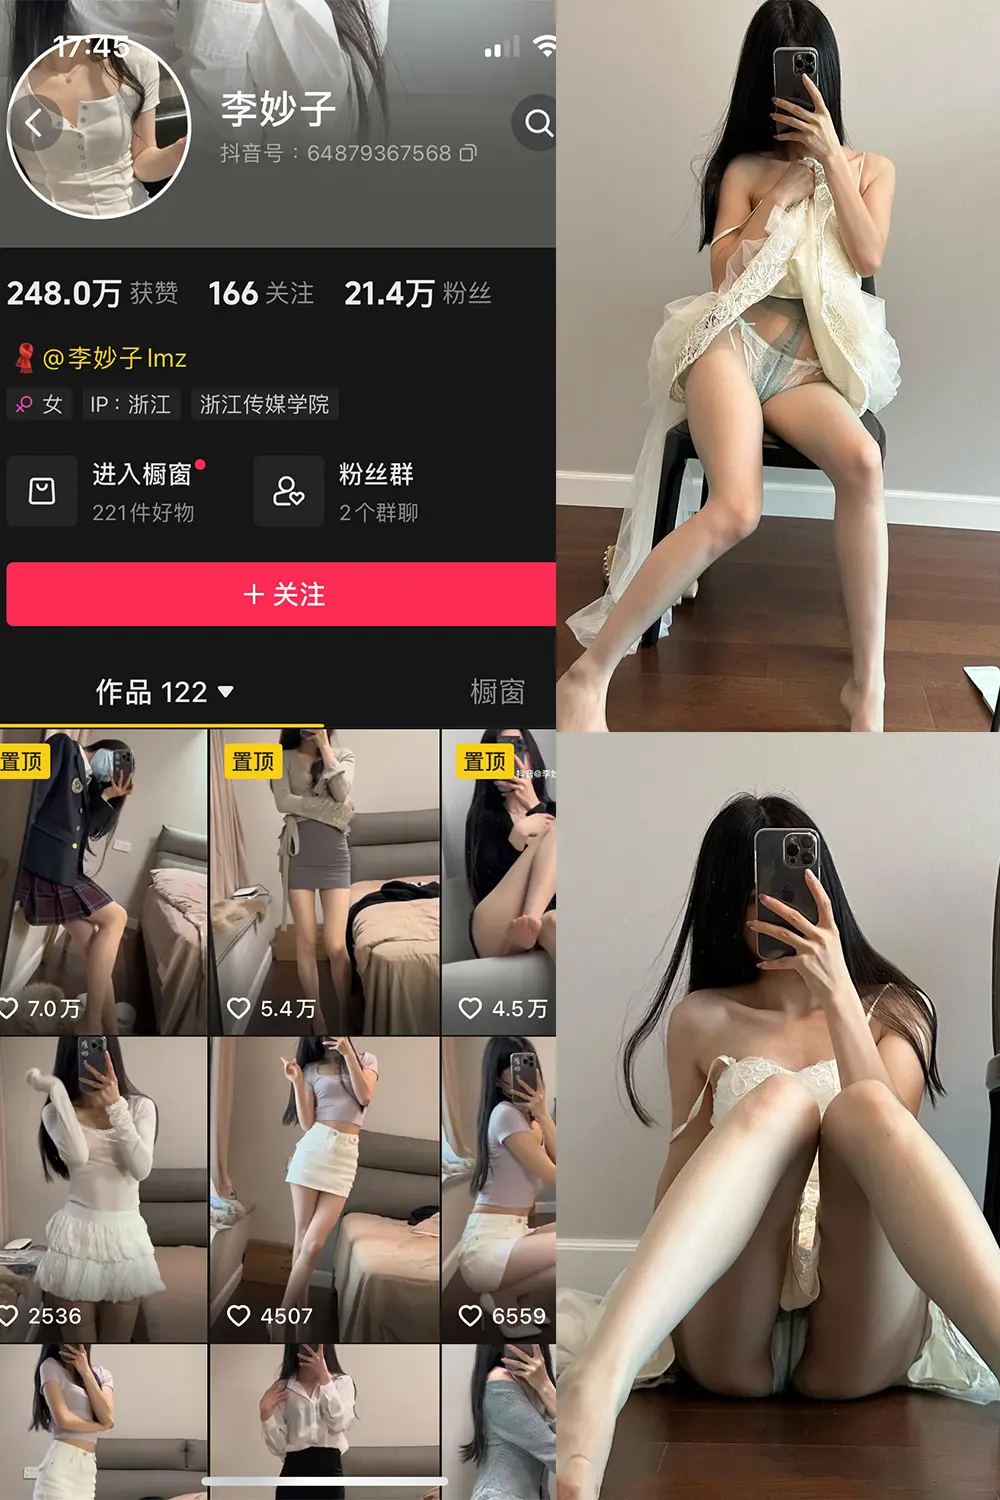 17:45
李妙子
抖音号：64879367568
248.0万 获赞 166 关注 21.4万 粉丝
@李妙子lmz
女 IP：浙江 浙江传媒学院
进入橱窗 粉丝群
221件好物 2个群聊
+ 关注
作品 122 橱窗
置顶 置顶 置顶
抖音@李妙
7.0万 5.4万 4.5万
2536 4507 6559